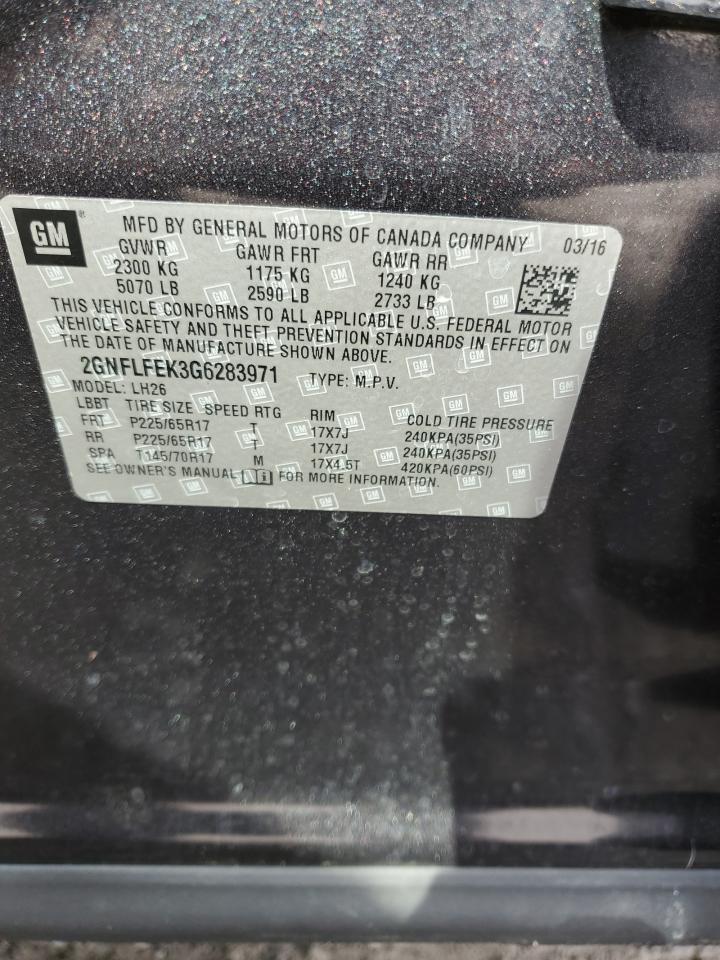 GM ® MFD BY GENERAL MOTORS OF CANADA COMPANY 03/16
GVWR GAWR FRT GAWR RR
2300 KG 1175 KG 1240 KG
5070 LB 2590 LB 2733 LB
THIS VEHICLE CONFORMS TO ALL APPLICABLE U.S. FEDERAL MOTOR
VEHICLE SAFETY AND THEFT PREVENTION STANDARDS IN EFFECT ON
THE DATE OF MANUFACTURE SHOWN ABOVE.
2GNFLFEK3G6283971 TYPE: M.P.V.
MODEL: LH26
LBBT TIRE SIZE SPEED RTG RIM COLD TIRE PRESSURE
FRT P225/65R17 T 17X7J 240KPA(35PSI)
RR P225/65R17 T 17X7J 240KPA(35PSI)
SPA T145/70R17 M 17X4.5T 420KPA(60PSI)
SEE OWNER'S MANUAL i FOR MORE INFORMATION.